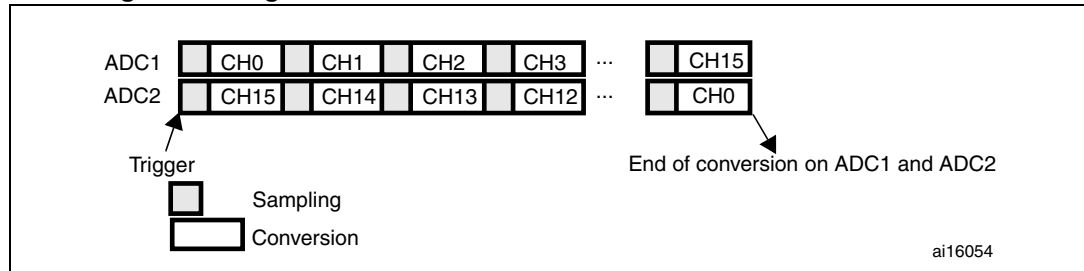 ADC1 CH0 CH1 CH2 CH3 ... CH15
ADC2 CH15 CH14 CH13 CH12 ... CH0
Trigger
End of conversion on ADC1 and ADC2
Sampling
Conversion
ai16054